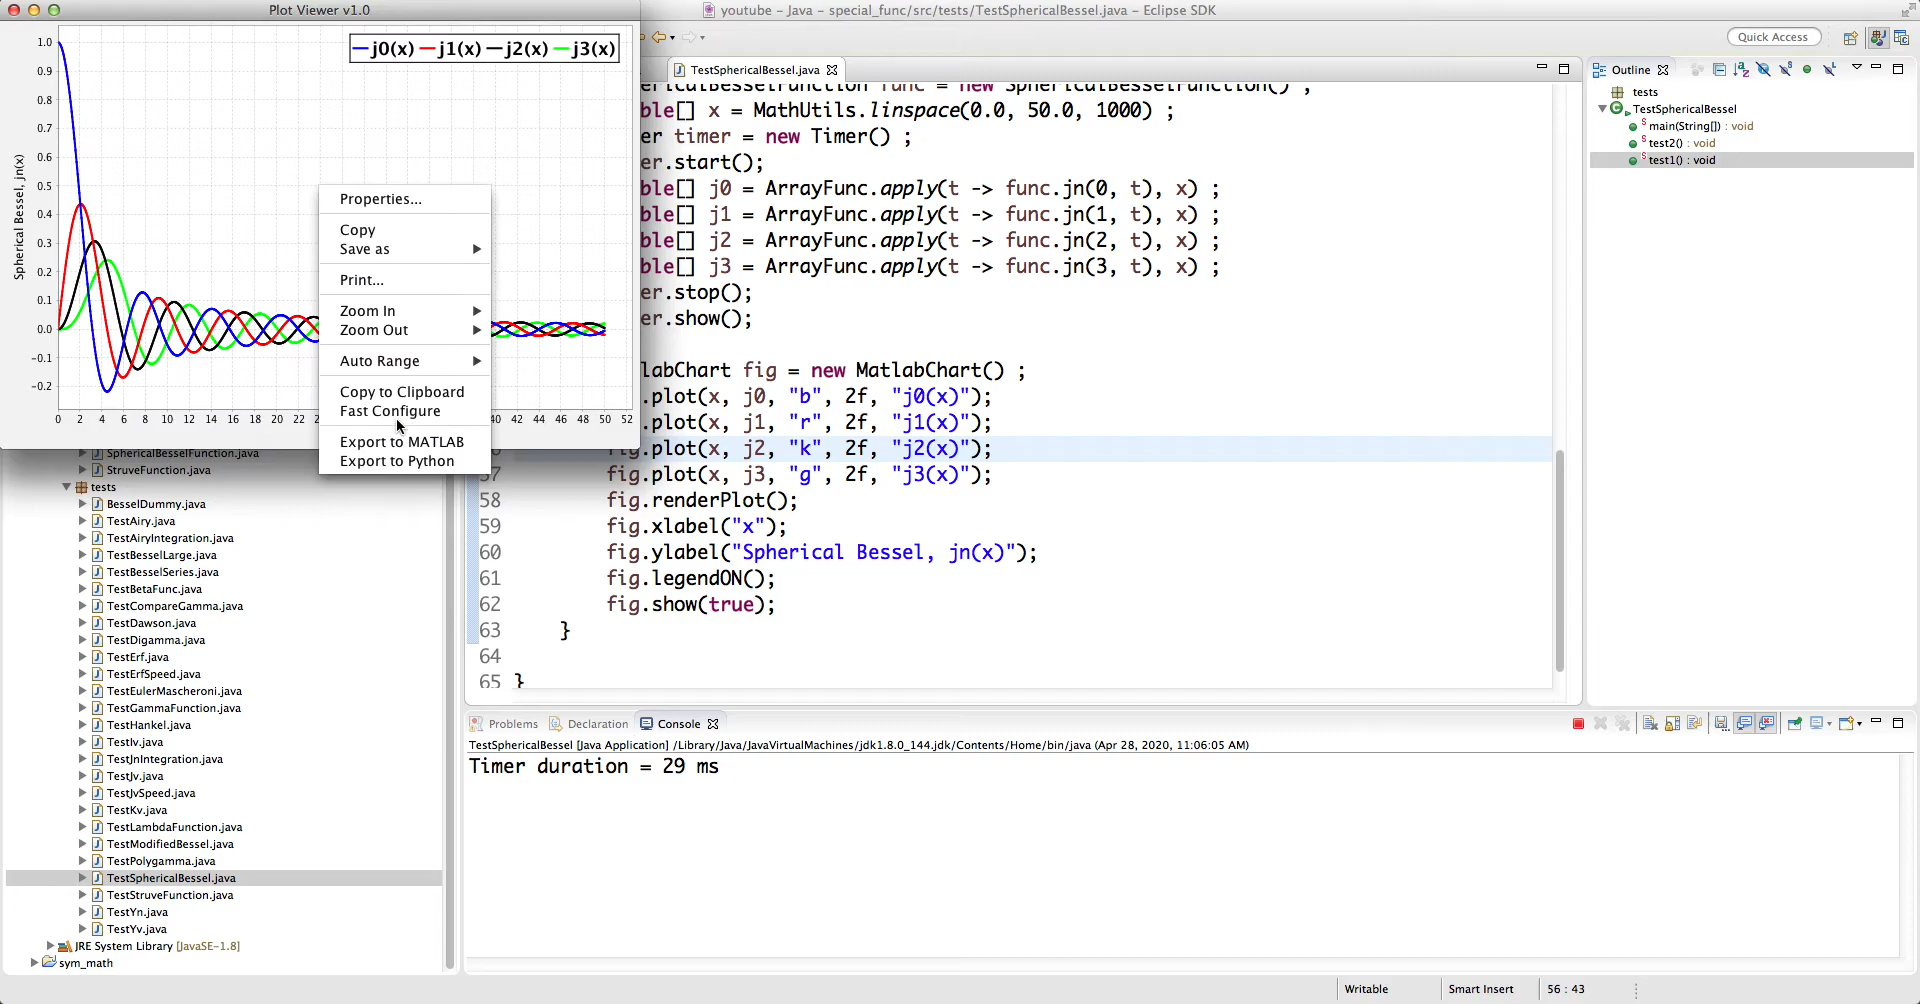 Plot Viewer v1.0
youtube - Java - special_func/src/tests/TestSphericalBessel.java - Eclipse SDK
Quick Access
j0(x) j1(x) j2(x) j3(x)
1.0
0.9
0.8
0.7
0.6
0.5
0.4
0.3
0.2
0.1
0.0
-0.1
-0.2
Spherical Bessel, jn(x)
0 2 4 6 8 10 12 14 16 18 20 22
40 42 44 46 48 50 52
Properties...
Copy
Save as
Print...
Zoom In
Zoom Out
Auto Range
Copy to Clipboard
Fast Configure
Export to MATLAB
Export to Python
TestSphericalBessel.java
ble[] x = MathUtils.linspace(0.0, 50.0, 1000) ;
er timer = new Timer() ;
er.start();
ble[] j0 = ArrayFunc.apply(t -> func.jn(0, t), x) ;
ble[] j1 = ArrayFunc.apply(t -> func.jn(1, t), x) ;
ble[] j2 = ArrayFunc.apply(t -> func.jn(2, t), x) ;
ble[] j3 = ArrayFunc.apply(t -> func.jn(3, t), x) ;
er.stop();
er.show();
labChart fig = new MatlabChart() ;
.plot(x, j0, "b", 2f, "j0(x)");
.plot(x, j1, "r", 2f, "j1(x)");
fig.plot(x, j2, "k", 2f, "j2(x)");
57 fig.plot(x, j3, "g", 2f, "j3(x)");
58 fig.renderPlot();
59 fig.xlabel("x");
60 fig.ylabel("Spherical Bessel, jn(x)");
61 fig.legendON();
62 fig.show(true);
63 }
64
65 }
Outline
tests
TestSphericalBessel
main(String[]) : void
test2() : void
test1() : void
SphericalBesselFunction.java
StruveFunction.java
tests
BesselDummy.java
TestAiry.java
TestAiryIntegration.java
TestBesselLarge.java
TestBesselSeries.java
TestBetaFunc.java
TestCompareGamma.java
TestDawson.java
TestDigamma.java
TestErf.java
TestErfSpeed.java
TestEulerMascheroni.java
TestGammaFunction.java
TestHankel.java
TestIv.java
TestJnIntegration.java
TestJv.java
TestJvSpeed.java
TestKv.java
TestLambdaFunction.java
TestModifiedBessel.java
TestPolygamma.java
TestSphericalBessel.java
TestStruveFunction.java
TestYn.java
TestYv.java
JRE System Library [JavaSE-1.8]
sym_math
Problems Declaration Console
TestSphericalBessel [Java Application] /Library/Java/JavaVirtualMachines/jdk1.8.0_144.jdk/Contents/Home/bin/java (Apr 28, 2020, 11:06:05 AM)
Timer duration = 29 ms
Writable Smart Insert 56 : 43